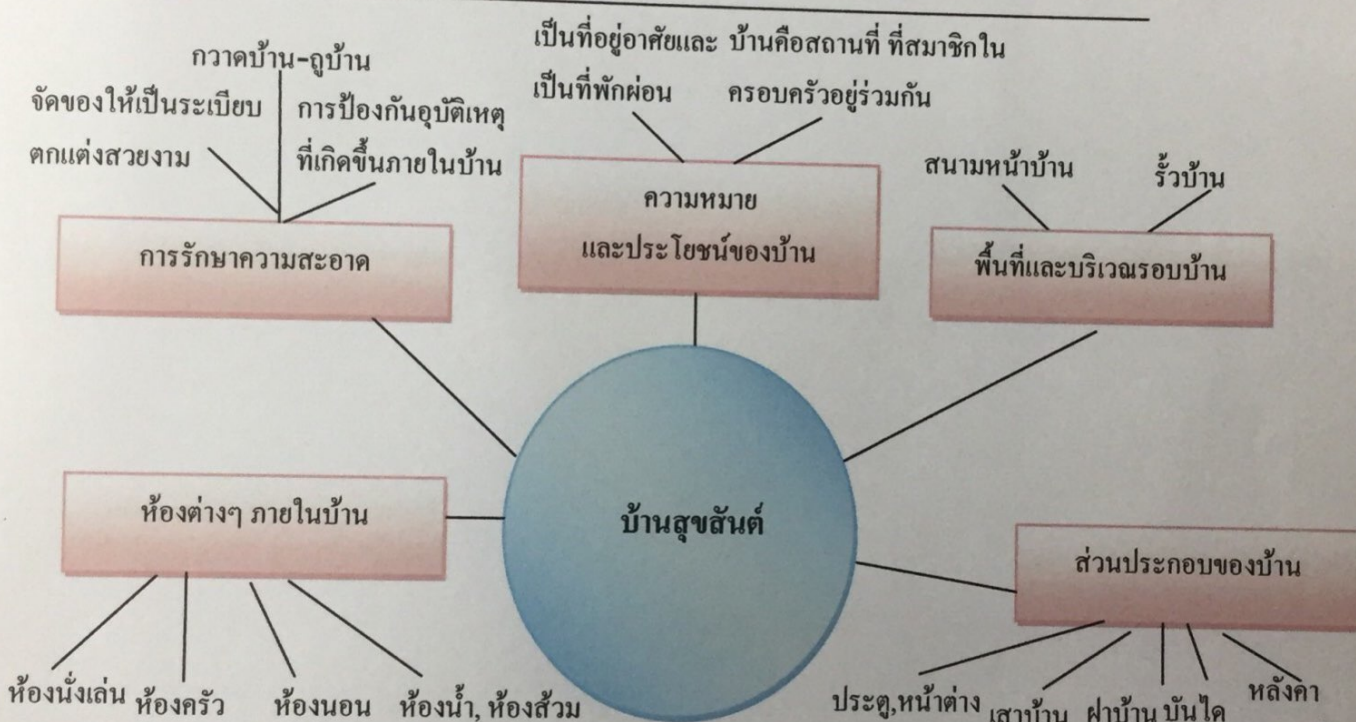 กวาดบ้าน-ถูบ้าน
จัดของให้เป็นระเบียบ
ตกแต่งสวยงาม
การป้องกันอุบัติเหตุ
ที่เกิดขึ้นภายในบ้าน
การรักษาความสะอาด
เป็นที่อยู่อาศัยและ
เป็นที่พักผ่อน
บ้านคือสถานที่ ที่สมาชิกใน
ครอบครัวอยู่ร่วมกัน
ความหมาย
และประโยชน์ของบ้าน
สนามหน้าบ้าน
รั้วบ้าน
พื้นที่และบริเวณรอบบ้าน
บ้านสุขสันต์
ห้องต่างๆ ภายในบ้าน
ห้องนั่งเล่น
ห้องครัว
ห้องนอน
ห้องน้ำ, ห้องส้วม
ส่วนประกอบของบ้าน
ประตู,หน้าต่าง
เสาบ้าน
ฝาบ้าน
บันได
หลังคา